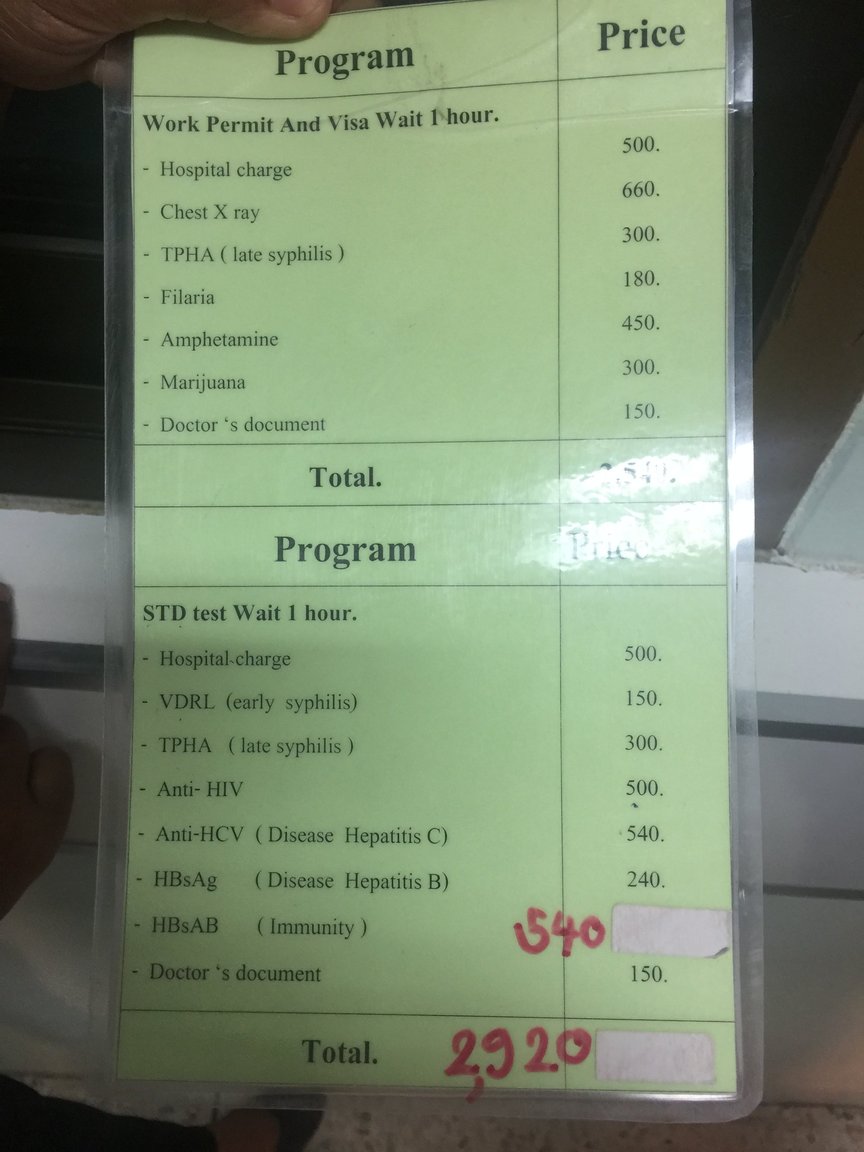 Program Price
Work Permit And Visa Wait 1 hour.
- Hospital charge 500.
- Chest X ray 660.
- TPHA ( late syphilis ) 300.
- Filaria 180.
- Amphetamine 450.
- Marijuana 300.
- Doctor ‘s document 150.
Total. 2,540.
Program Price
STD test Wait 1 hour.
- Hospital charge 500.
- VDRL (early syphilis) 150.
- TPHA ( late syphilis ) 300.
- Anti- HIV 500.
- Anti-HCV ( Disease Hepatitis C) 540.
- HBsAg ( Disease Hepatitis B) 240.
- HBsAB ( Immunity ) 540
- Doctor ‘s document 150.
Total. 2,920